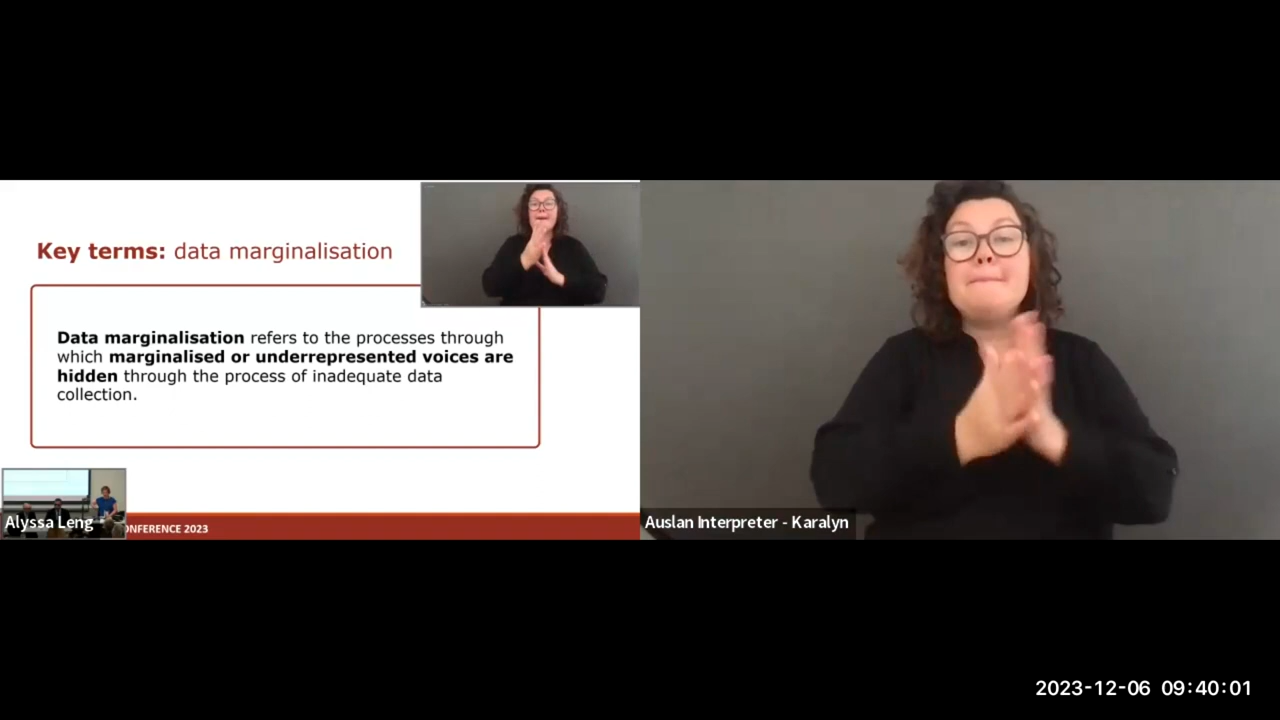 Key terms: data marginalisation
Data marginalisation refers to the processes through
which marginalised or underrepresented voices are
hidden through the process of inadequate data
collection.
Alyssa Leng
ONFERENCE 2023
Auslan Interpreter - Karalyn
2023-12-06 09:40:01